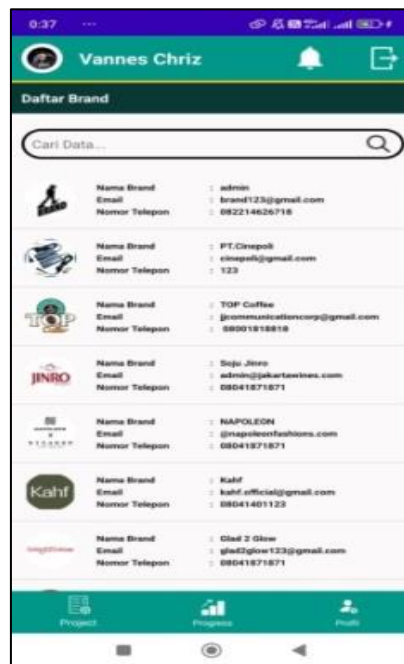 0:37 ...
Vannes Chriz
Daftar Brand
Cari Data...
Nama Brand : admin
Email : brand123@gmail.com
Nomor Telepon : 082214626718
Nama Brand : PT.Cinepoli
Email : cinepoli@gmail.com
Nomor Telepon : 123
TOP
Nama Brand : TOP Coffee
Email : jjcommunicationcorp@gmail.com
Nomor Telepon : 08001818818
JINRO
Nama Brand : Soju Jinro
Email : admin@jakartawines.com
Nomor Telepon : 08041871871
Nama Brand : NAPOLEON
Email : @napoleonfashions.com
Nomor Telepon : 08041871871
Kahf
Nama Brand : Kahf
Email : kahf.official@gmail.com
Nomor Telepon : 08041401123
Nama Brand : Glad 2 Glow
Email : glad2glow123@gmail.com
Nomor Telepon : 08041871871
Project Progress Profil